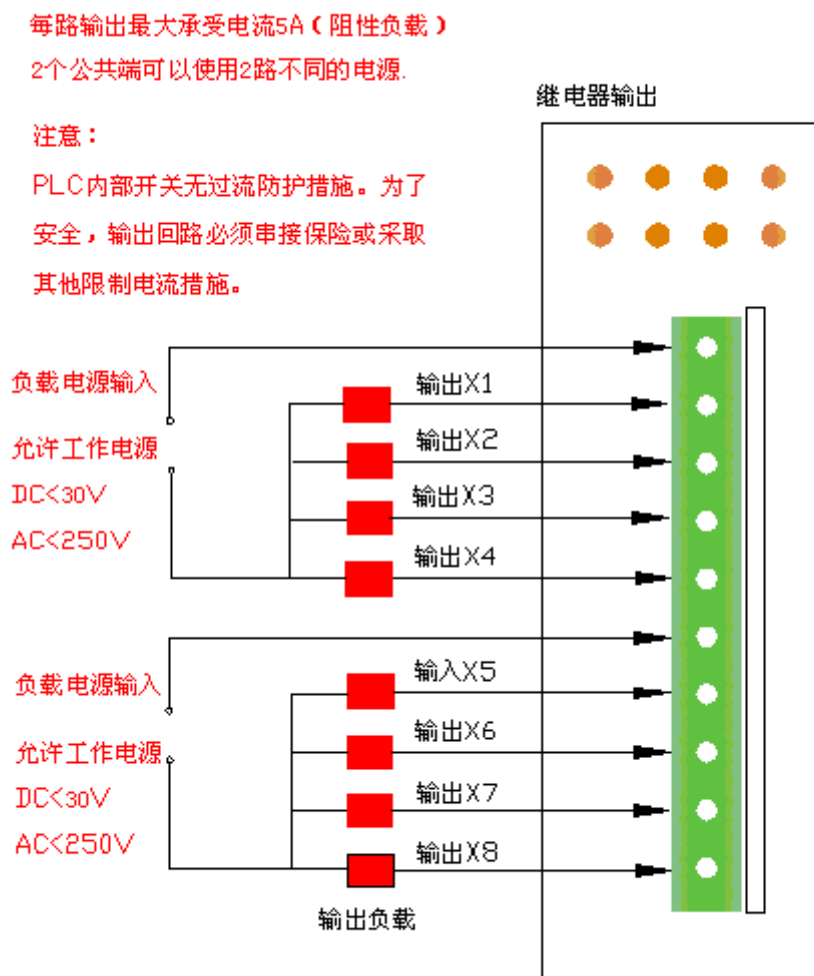 每路输出最大承受电流5A(阻性负载)
2个公共端可以使用2路不同的电源.
继电器输出
注意：
PLC内部开关无过流防护措施。为了
安全，输出回路必须串接保险或采取
其他限制电流措施。
负载电源输入
允许工作电源
DC<30V
AC<250V
输出X1
输出X2
输出X3
输出X4
负载电源输入
允许工作电源
DC<30V
AC<250V
输入X5
输出X6
输出X7
输出X8
输出负载